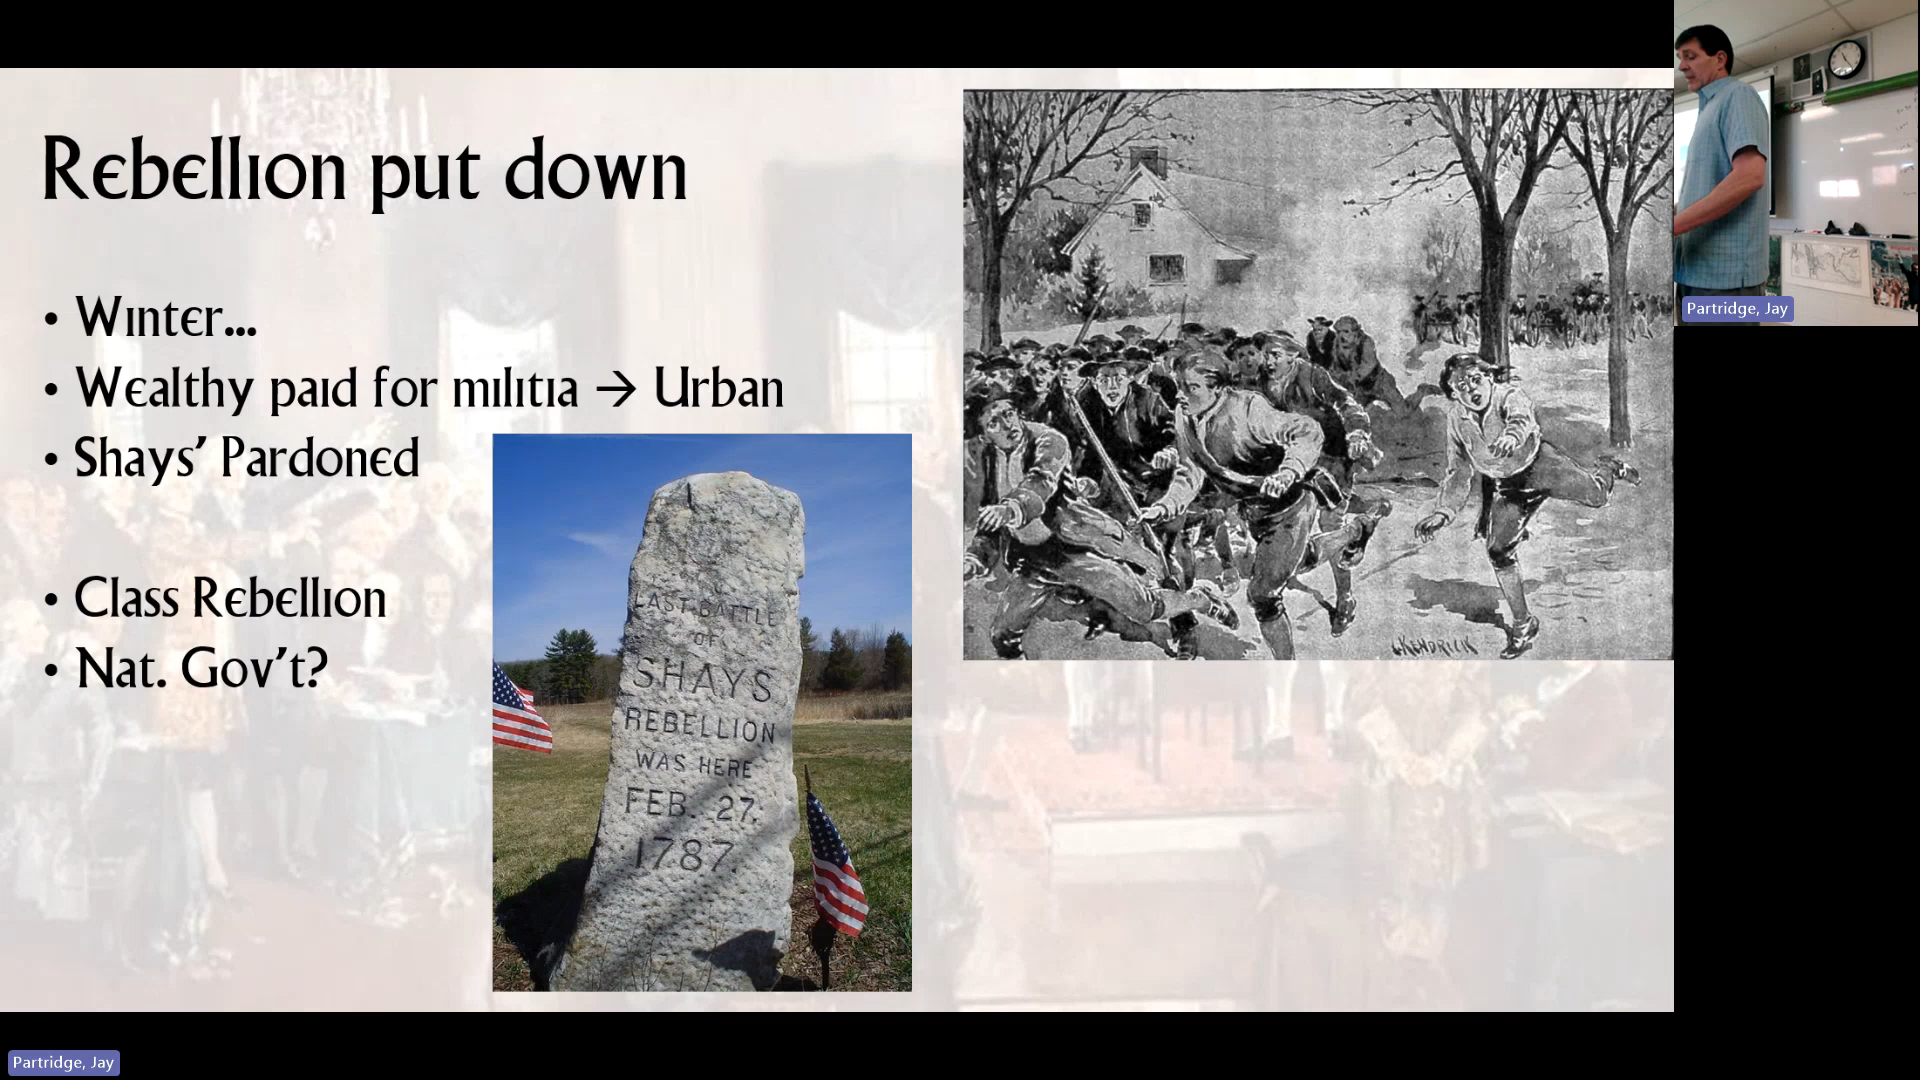 Rebellion put down
• Winter...
• Wealthy paid for militia → Urban
• Shays' Pardoned
• Class Rebellion
• Nat. Gov't?
LAST BATTLE
OF
SHAYS
REBELLION
WAS HERE
FEB. 27.
1787.
KENDRICK
Partridge, Jay
Partridge, Jay